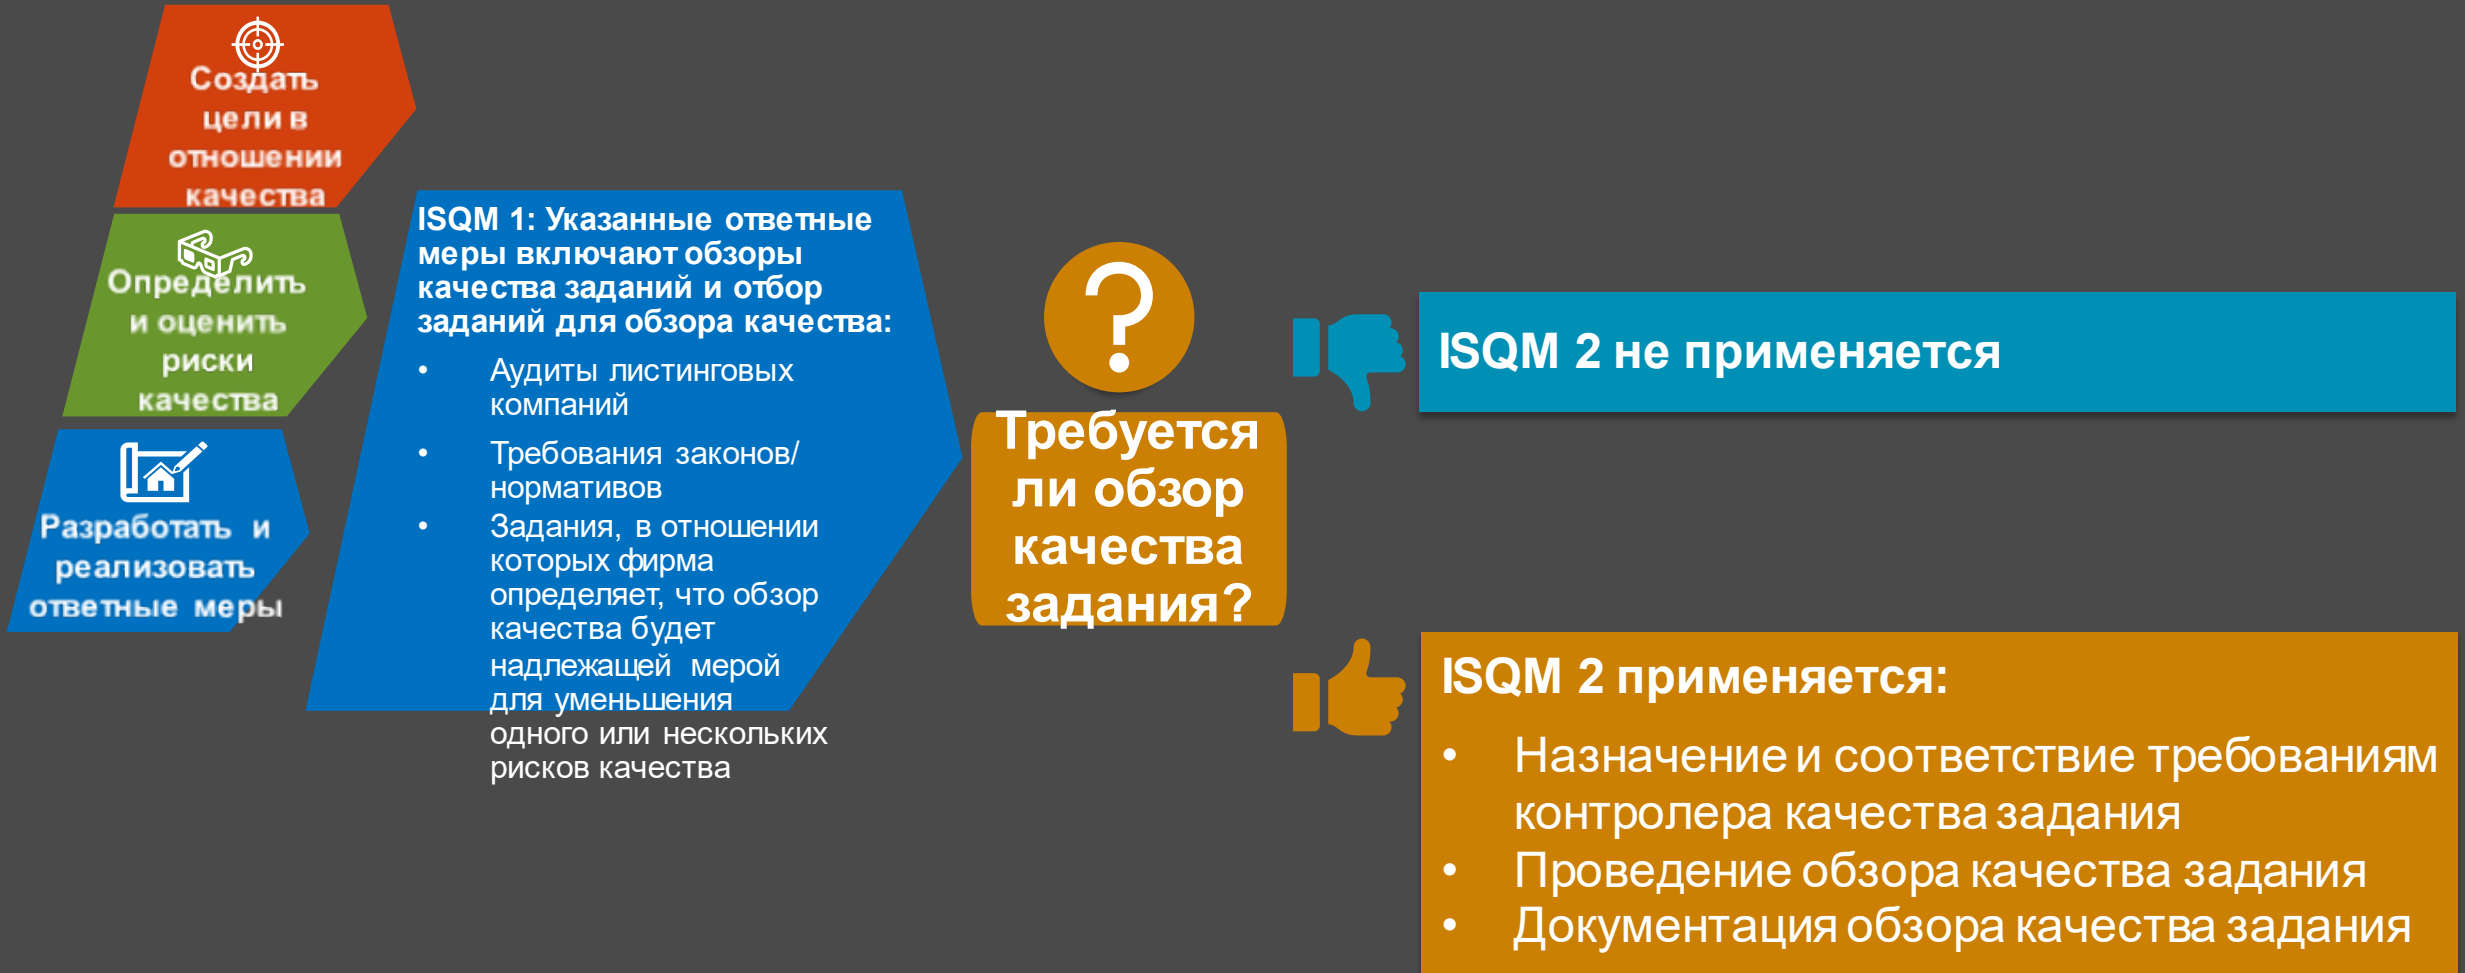 Создать
цели в
отношении
качества
Определить
и оценить
риски
качества
Разработать и
реализовать
ответные меры
ISQM 1: Указанные ответные
меры включают обзоры
качества заданий и отбор
заданий для обзора качества:
• Аудиты листинговых
компаний
• Требования законов/
нормативов
• Задания, в отношении
которых фирма
определяет, что обзор
качества будет
надлежащей мерой
для уменьшения
одного или нескольких
рисков качества
?
Требуется
ли обзор
качества
задания?
ISQM 2 не применяется
ISQM 2 применяется:
• Назначение и соответствие требованиям
контролера качества задания
• Проведение обзора качества задания
• Документация обзора качества задания